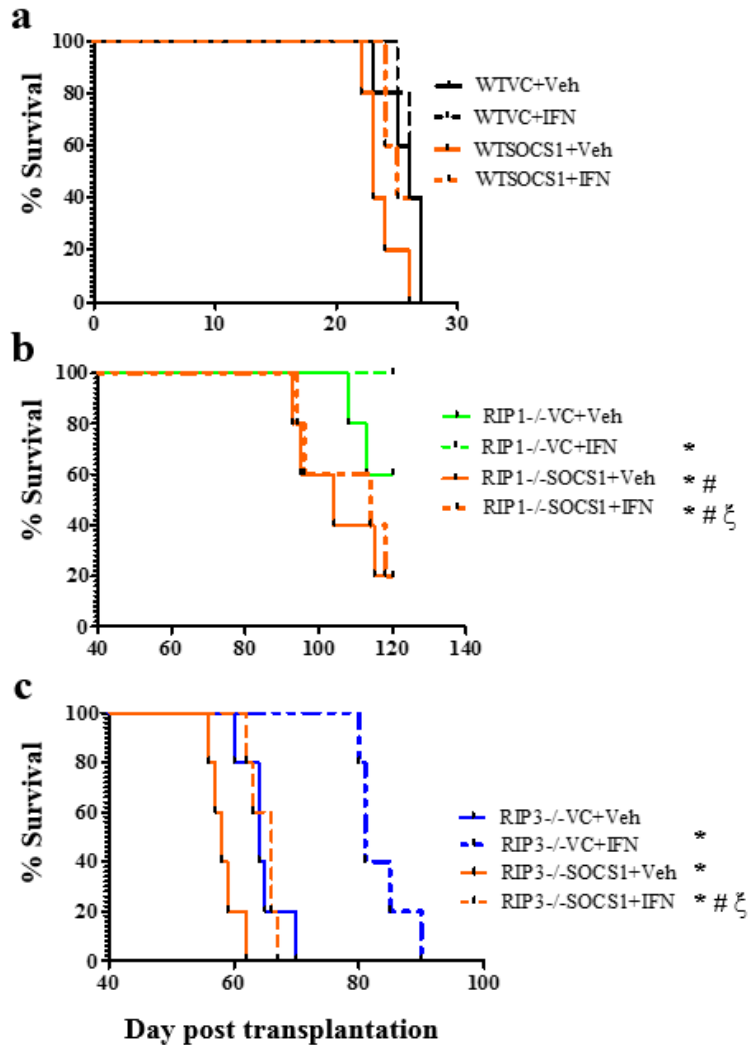 a
% Survival
100
80
60
40
20
0
0 10 20 30
WTVC+Veh
WTVC+IFN
WTSOCS1+Veh
WTSOCS1+IFN
b
% Survival
100
80
60
40
20
0
40 60 80 100 120 140
RIP1-/-VC+Veh
RIP1-/-VC+IFN *
RIP1-/-SOCS1+Veh * #
RIP1-/-SOCS1+IFN * # ξ
c
% Survival
100
80
60
40
20
0
40 60 80 100
RIP3-/-VC+Veh
RIP3-/-VC+IFN *
RIP3-/-SOCS1+Veh *
RIP3-/-SOCS1+IFN * # ξ
Day post transplantation